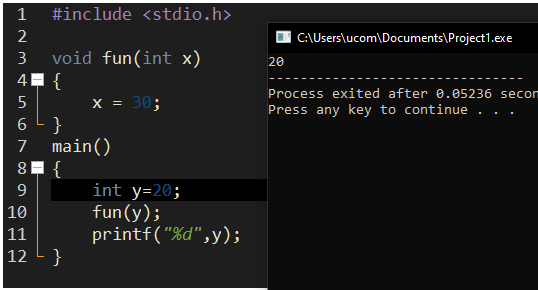 1 #include <stdio.h>
2
3 void fun(int x)
4 {
5 x = 30;
6 }
7 main()
8 {
9 int y=20;
10 fun(y);
11 printf("%d",y);
12 }
C:\Users\ucom\Documents\Project1.exe
20
--------------------------------
Process exited after 0.05236 secon
Press any key to continue . . .